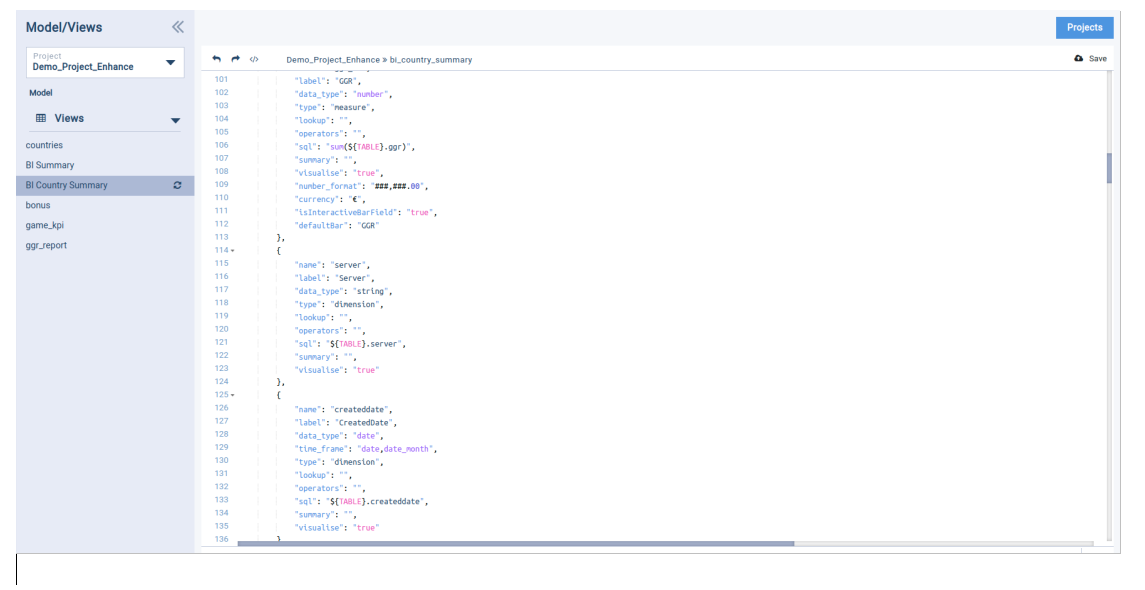 Model/Views
Projects
Project
Demo_Project_Enhance
Model
Views
countries
BI Summary
BI Country Summary
bonus
game_kpi
ggr_report
</> Demo_Project_Enhance » bi_country_summary Save
101 "label": "GGR",
102 "data_type": "number",
103 "type": "measure",
104 "lookup": "",
105 "operators": "",
106 "sql": "sum(${TABLE}.ggr)",
107 "summary": "",
108 "visualise": "true",
109 "number_format": "###,###.00",
110 "currency": "€",
111 "isInteractiveBarField": "true",
112 "defaultBar": "GGR"
113 },
114 {
115 "name": "server",
116 "label": "Server",
117 "data_type": "string",
118 "type": "dimension",
119 "lookup": "",
120 "operators": "",
121 "sql": "${TABLE}.server",
122 "summary": "",
123 "visualise": "true"
124 },
125 {
126 "name": "createddate",
127 "label": "CreatedDate",
128 "data_type": "date",
129 "time_frame": "date,date_month",
130 "type": "dimension",
131 "lookup": "",
132 "operators": "",
133 "sql": "${TABLE}.createddate",
134 "summary": "",
135 "visualise": "true"
136 }